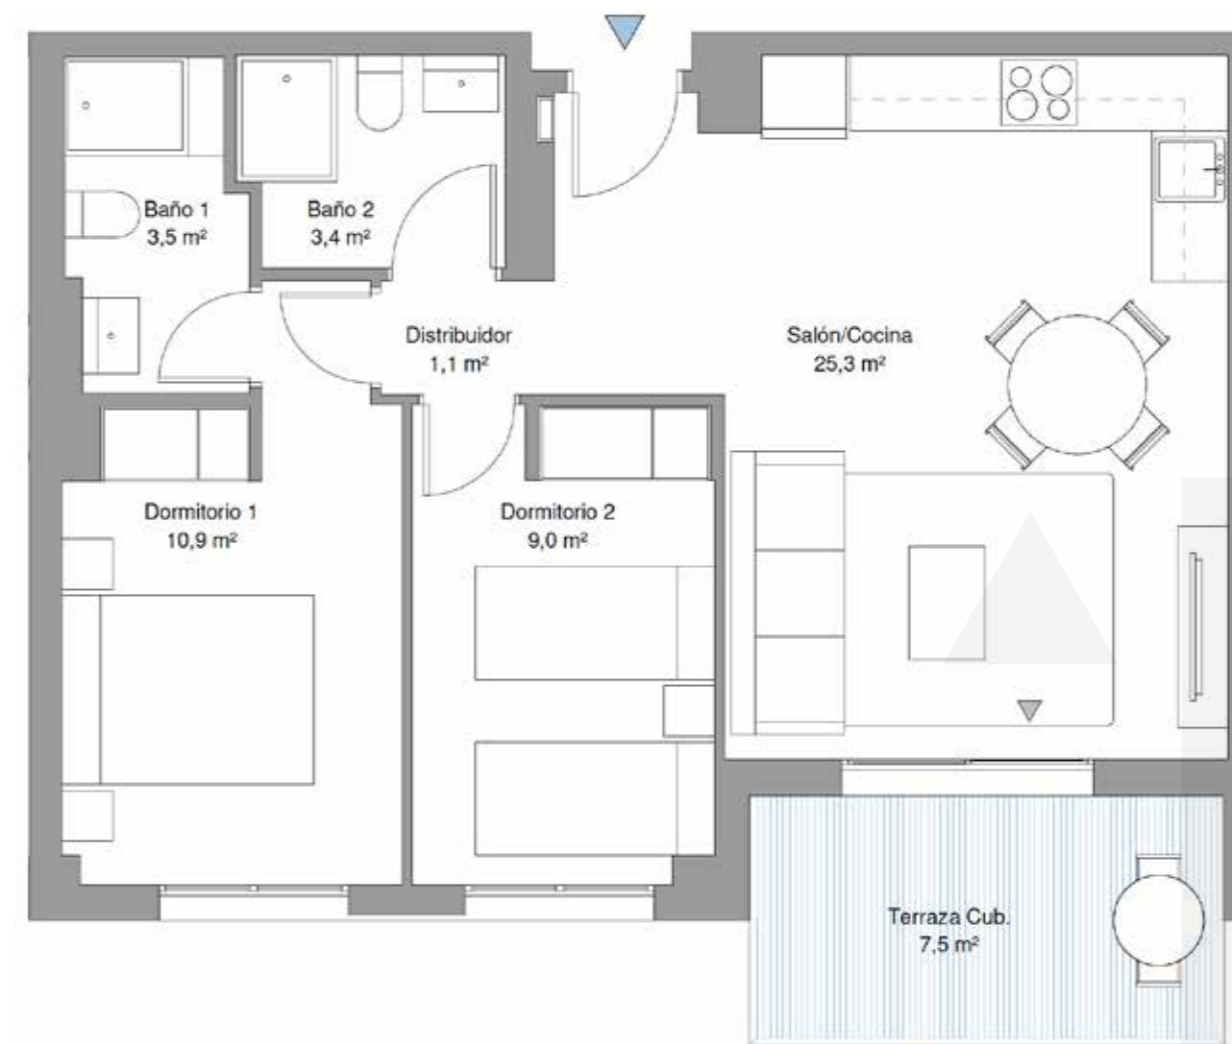 Baño 1
3,5 m²
Baño 2
3,4 m²
Distribuidor
1,1 m²
Salón/Cocina
25,3 m²
Dormitorio 1
10,9 m²
Dormitorio 2
9,0 m²
Terraza Cub.
7,5 m²